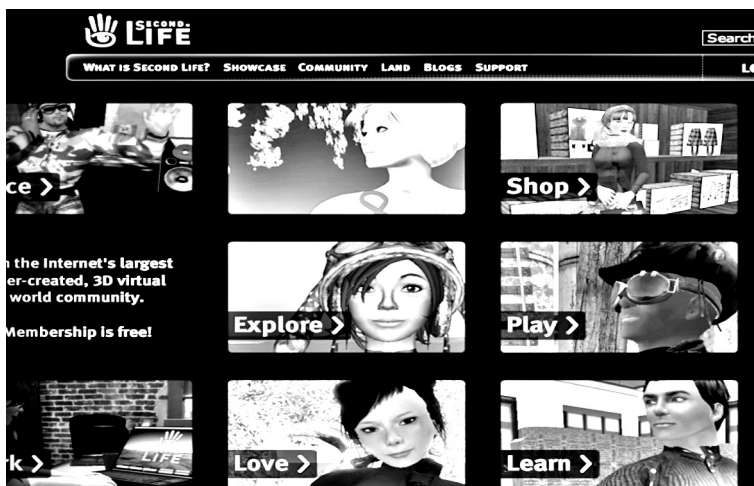 SECOND
LIFE
Search
WHAT IS SECOND LIFE? SHOWCASE COMMUNITY LAND BLOGS SUPPORT
ce >
Shop >
the Internet's largest
er-created, 3D virtual
world community.
Membership is free!
Explore >
Play >
LIFE
k >
Love >
Learn >